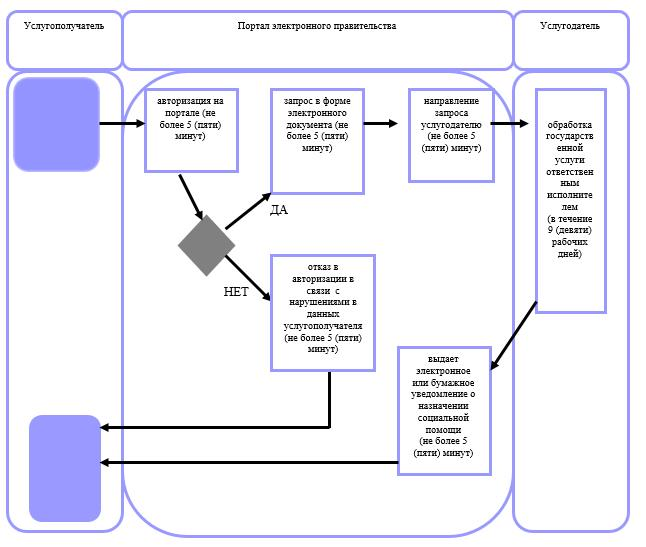 Услугополучатель
Портал электронного правительства
Услугодатель
авторизация на
портале (не
более 5 (пяти)
минут)
запрос в форме
электронного
документа (не
более 5 (пяти)
минут)
направление
запроса
услугодателю
(не более 5
(пяти) минут)
обработка
государств
енной
услуги
ответствен
ным
исполните
лем
(в течение
9 (девяти)
рабочих
дней)
ДА
НЕТ
отказ в
авторизации в
связи с
нарушениями в
данных
услугополучателя
(не более 5 (пяти)
минут)
выдает
электронное
или бумажное
уведомление о
назначении
социальной
помощи
(не более 5
(пяти) минут)